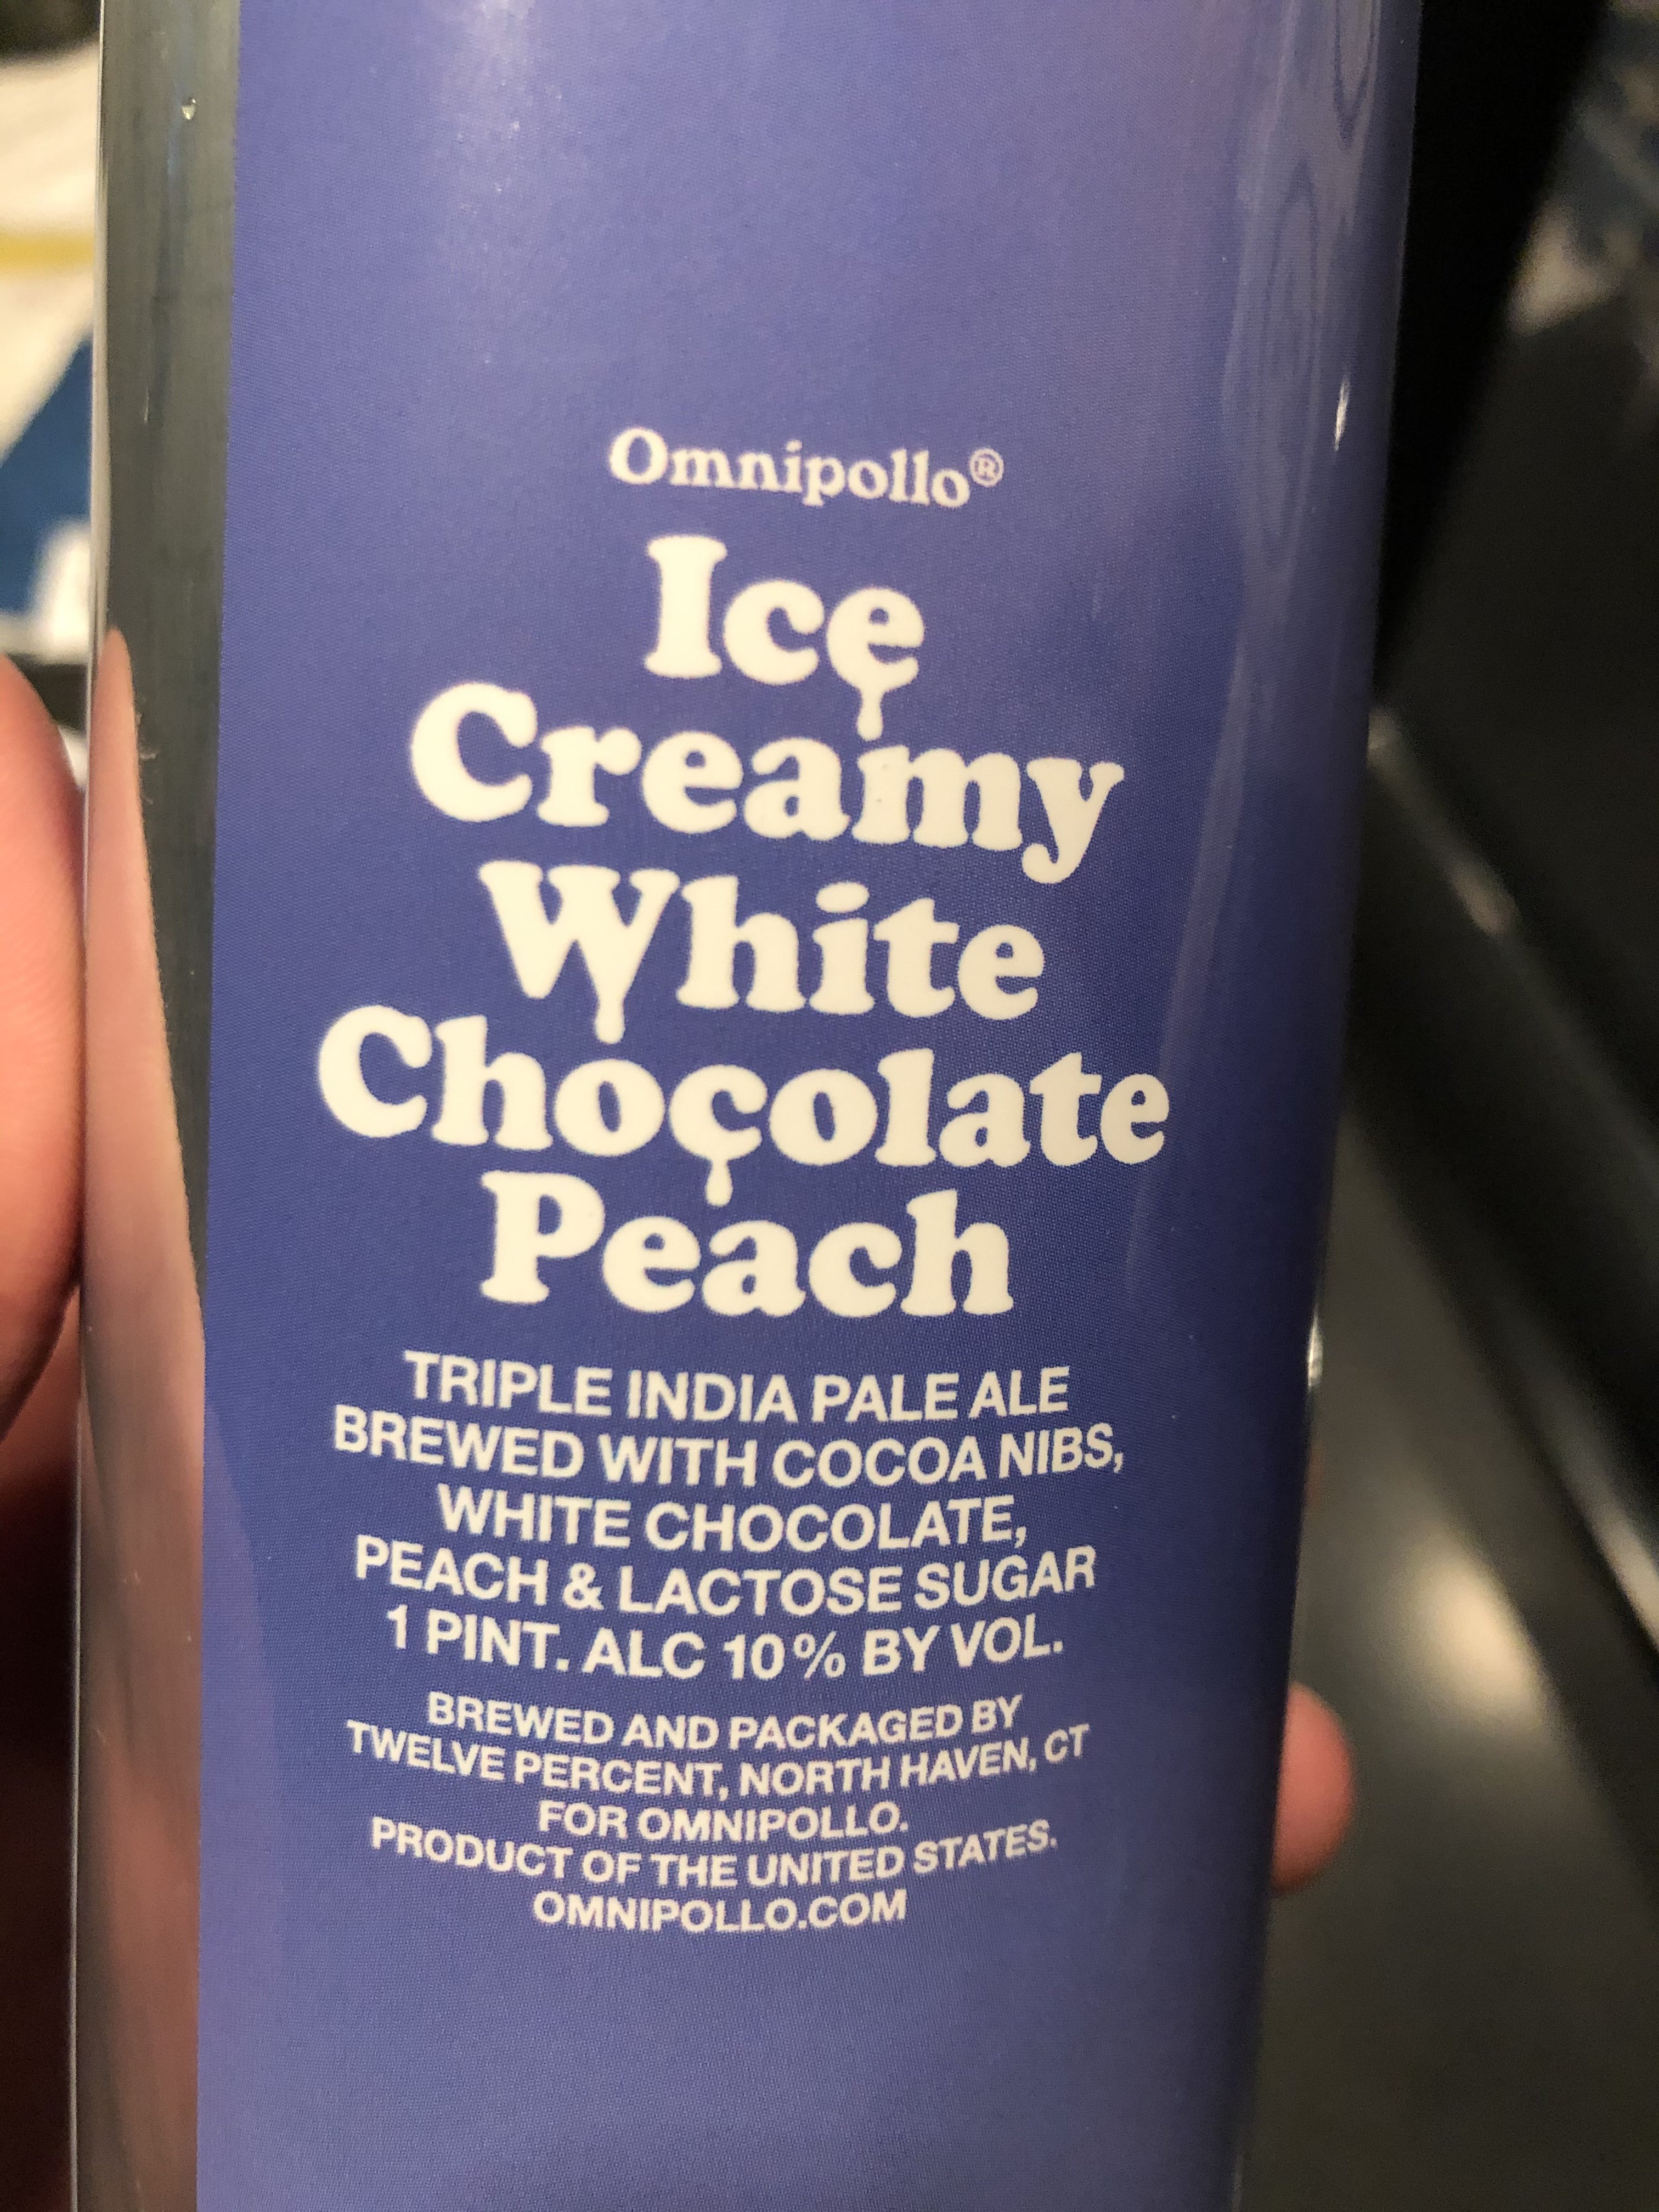 Omnipollo®
Ice
Creamy
White
Chocolate
Peach
TRIPLE INDIA PALE ALE
BREWED WITH COCOA NIBS,
WHITE CHOCOLATE,
PEACH & LACTOSE SUGAR
1 PINT. ALC 10% BY VOL.
BREWED AND PACKAGED BY
TWELVE PERCENT, NORTH HAVEN, CT
FOR OMNIPOLLO.
PRODUCT OF THE UNITED STATES.
OMNIPOLLO.COM